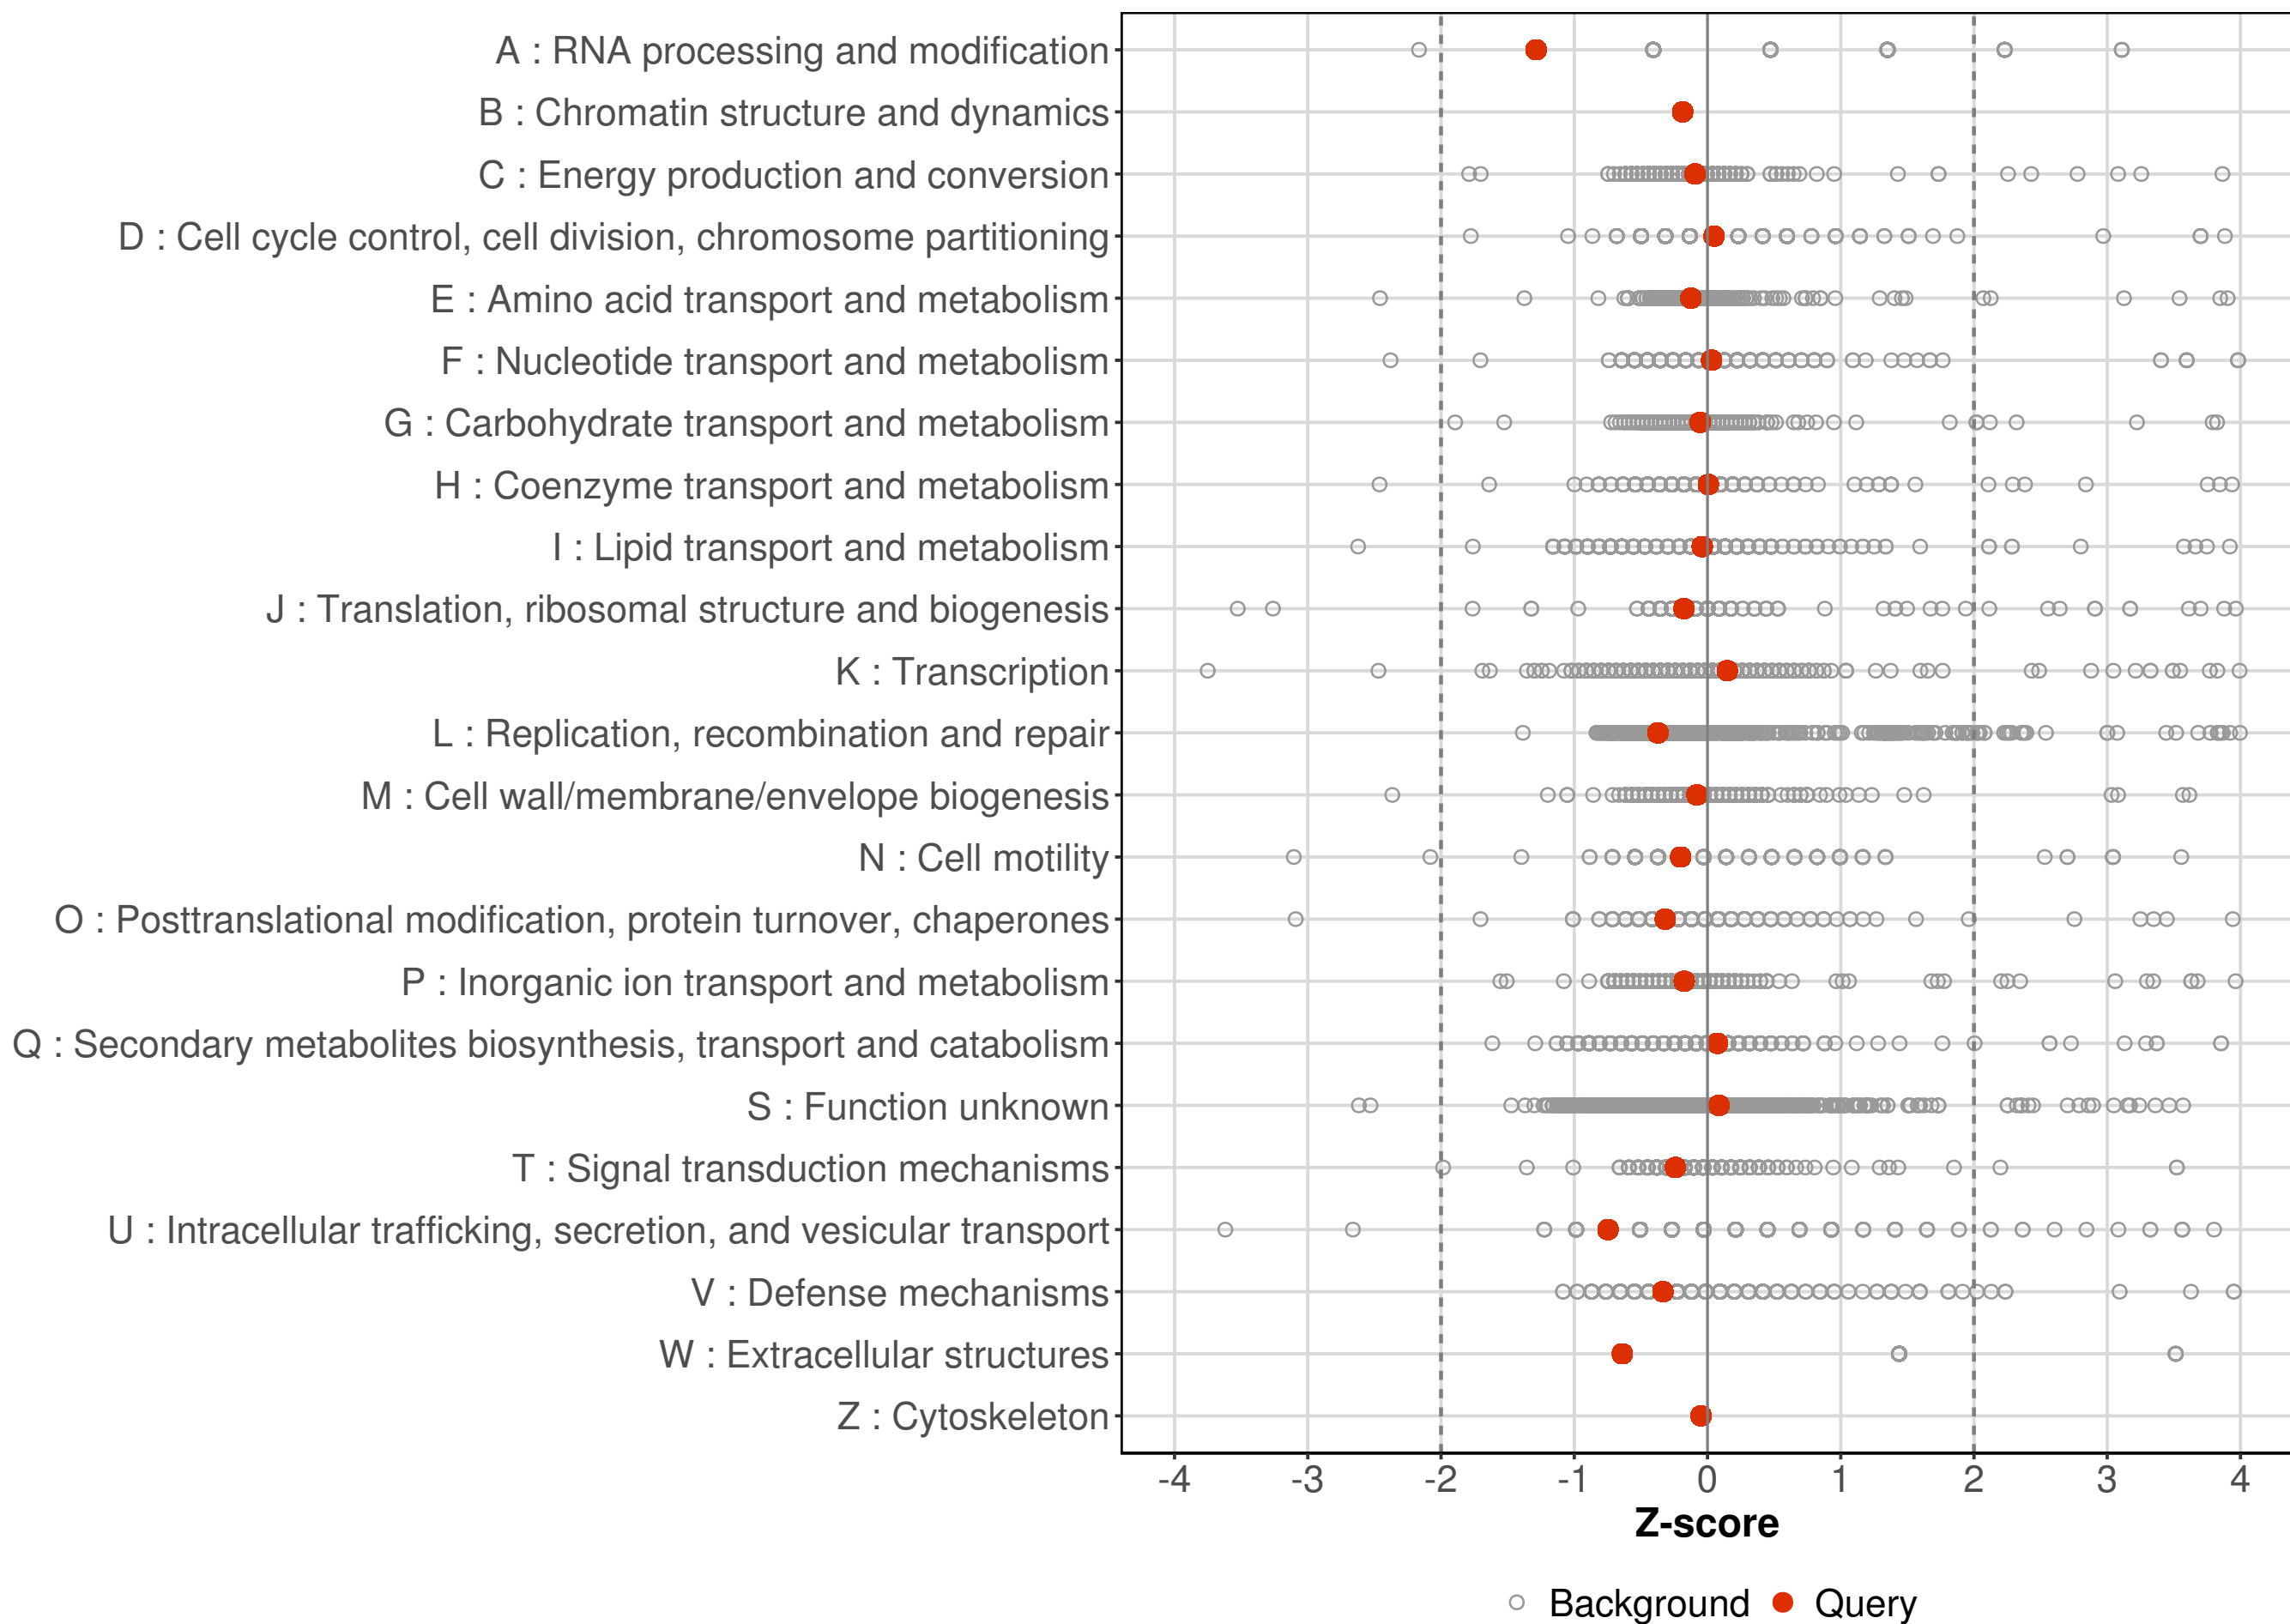 A : RNA processing and modification
B : Chromatin structure and dynamics
C : Energy production and conversion
D : Cell cycle control, cell division, chromosome partitioning
E : Amino acid transport and metabolism
F : Nucleotide transport and metabolism
G : Carbohydrate transport and metabolism
H : Coenzyme transport and metabolism
I : Lipid transport and metabolism
J : Translation, ribosomal structure and biogenesis
K : Transcription
L : Replication, recombination and repair
M : Cell wall/membrane/envelope biogenesis
N : Cell motility
O : Posttranslational modification, protein turnover, chaperones
P : Inorganic ion transport and metabolism
Q : Secondary metabolites biosynthesis, transport and catabolism
S : Function unknown
T : Signal transduction mechanisms
U : Intracellular trafficking, secretion, and vesicular transport
V : Defense mechanisms
W : Extracellular structures
Z : Cytoskeleton
-4 -3 -2 -1 0 1 2 3 4
Z-score
Background Query